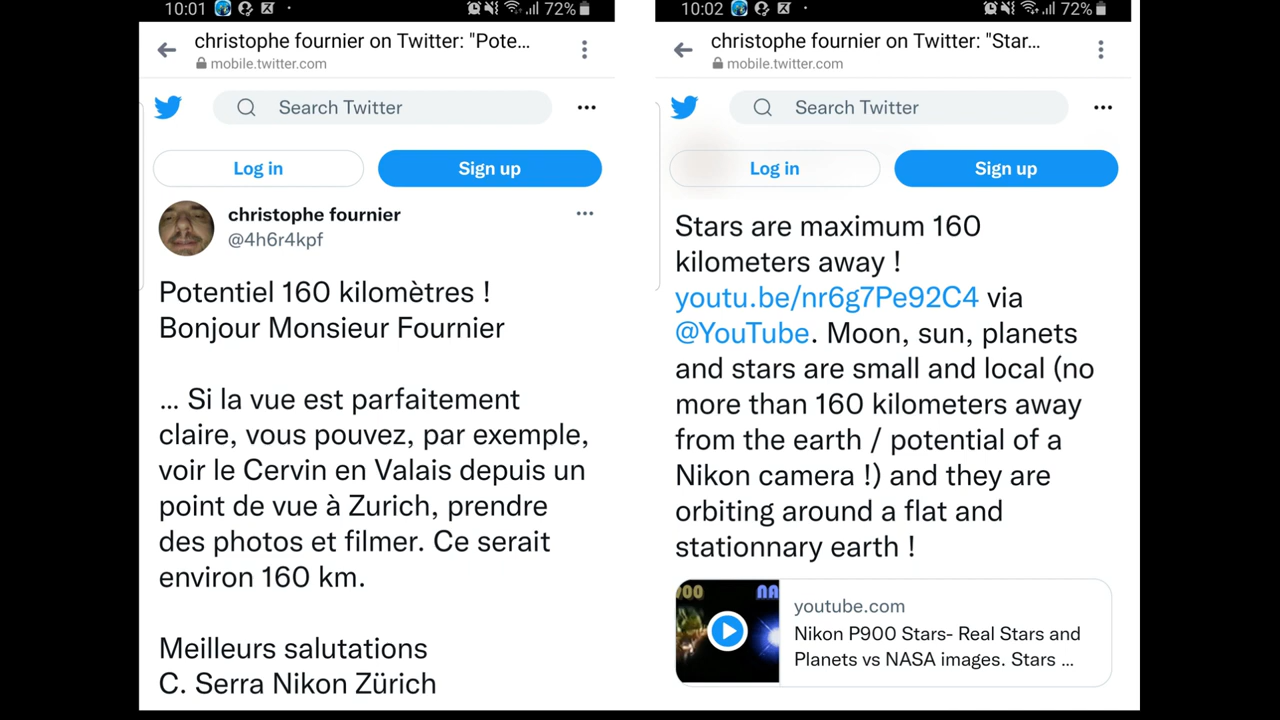 10:01
72%
christophe fournier on Twitter: "Pote...
mobile.twitter.com
Search Twitter
Log in
Sign up
christophe fournier
@4h6r4kpf
Potentiel 160 kilomètres !
Bonjour Monsieur Fournier
... Si la vue est parfaitement
claire, vous pouvez, par exemple,
voir le Cervin en Valais depuis un
point de vue à Zurich, prendre
des photos et filmer. Ce serait
environ 160 km.
Meilleurs salutations
C. Serra Nikon Zürich
10:02
72%
christophe fournier on Twitter: "Star...
mobile.twitter.com
Search Twitter
Log in
Sign up
Stars are maximum 160
kilometers away !
youtu.be/nr6g7Pe92C4 via
@YouTube. Moon, sun, planets
and stars are small and local (no
more than 160 kilometers away
from the earth / potential of a
Nikon camera !) and they are
orbiting around a flat and
stationnary earth !
00
NA
youtube.com
Nikon P900 Stars- Real Stars and
Planets vs NASA images. Stars ...